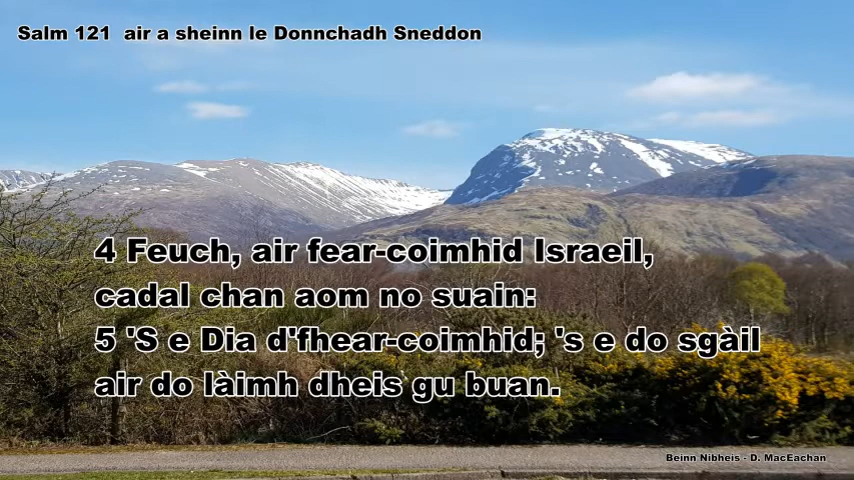 Salm 121  air a sheinn le Donnchadh Sneddon
4 Feuch, air fear-coimhid Israeil,
cadal chan aom no suain:
5 'S e Dia d'fhear-coimhid; 's e do sgàil
air do làimh dheis gu buan.
Beinn Nibheis - D. MacEachan